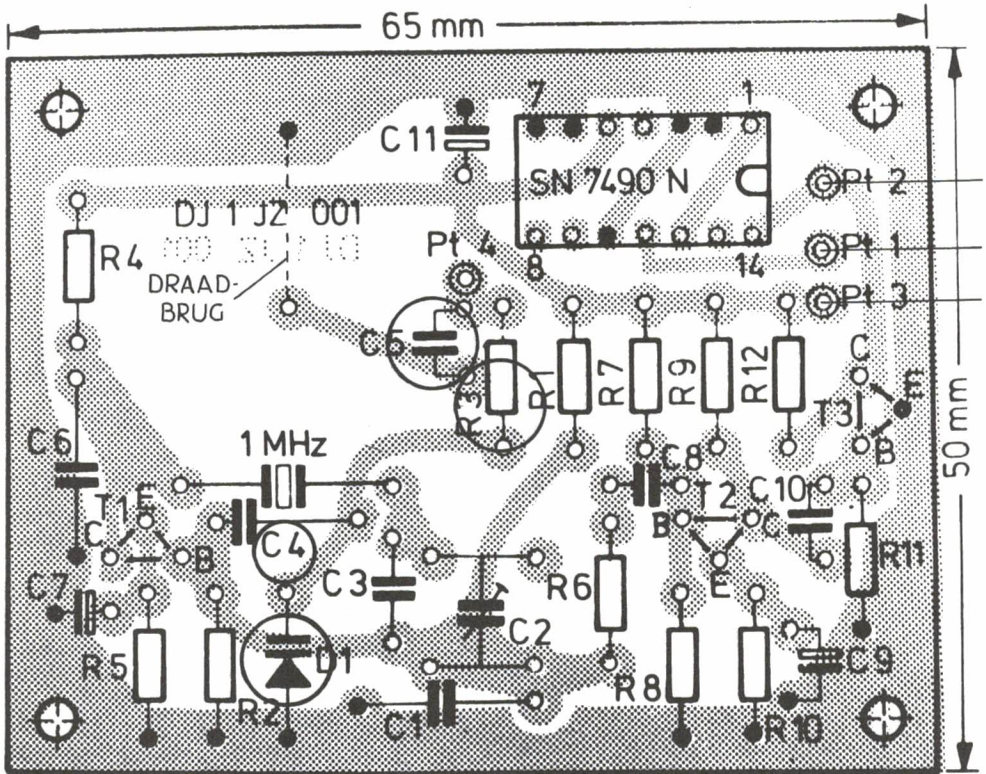 65 mm
7 1
C11
SN 7490 N
Pt 2
DJ 1 JZ 001
Pt 4
Pt 1
R4
8 14
DRAAD-
BRUG
Pt 3
C5
C
E
R3
R1
R7
R9
R12
T3
50 mm
B
C6
1 MHz
C8
T1
E
T2
C10
C
B
C
C4
B
R11
C7
C3
R6
E
C2
R5
D1
C9
R8
R2
C1
R10